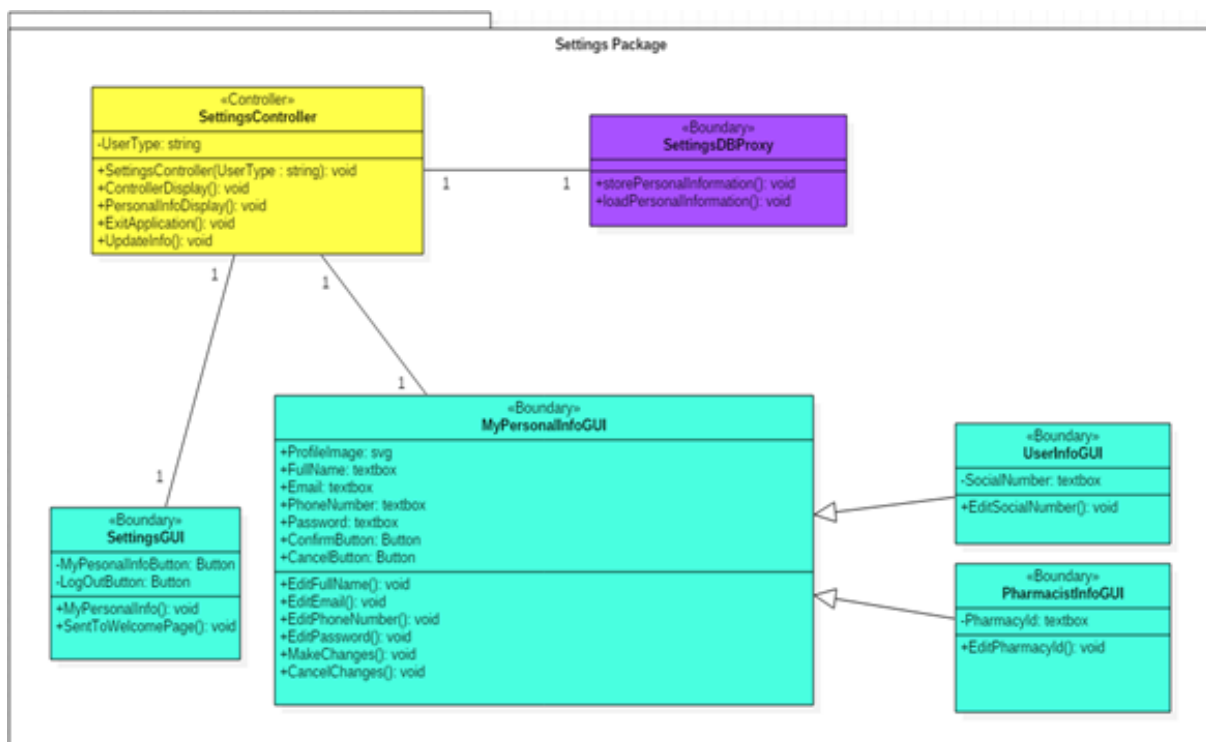 Settings Package
«Controller»
SettingsController
-UserType: string
+SettingsController(UserType : string): void
+ControllerDisplay(): void
+PersonalInfoDisplay(): void
+ExitApplication(): void
+UpdateInfo(): void
1
1
«Boundary»
SettingsDBProxy
+storePersonalInformation(): void
+loadPersonalInformation(): void
1
1
1
1
«Boundary»
SettingsGUI
-MyPesonalInfoButton: Button
-LogOutButton: Button
+MyPersonalInfo(): void
+SentToWelcomePage(): void
«Boundary»
MyPersonalInfoGUI
+ProfileImage: svg
+FullName: textbox
+Email: textbox
+PhoneNumber: textbox
+Password: textbox
+ConfirmButton: Button
+CancelButton: Button
+EditFullName(): void
+EditEmail(): void
+EditPhoneNumber(): void
+EditPassword(): void
+MakeChanges(): void
+CancelChanges(): void
«Boundary»
UserInfoGUI
-SocialNumber: textbox
+EditSocialNumber(): void
«Boundary»
PharmacistInfoGUI
-PharmacyId: textbox
+EditPharmacyId(): void